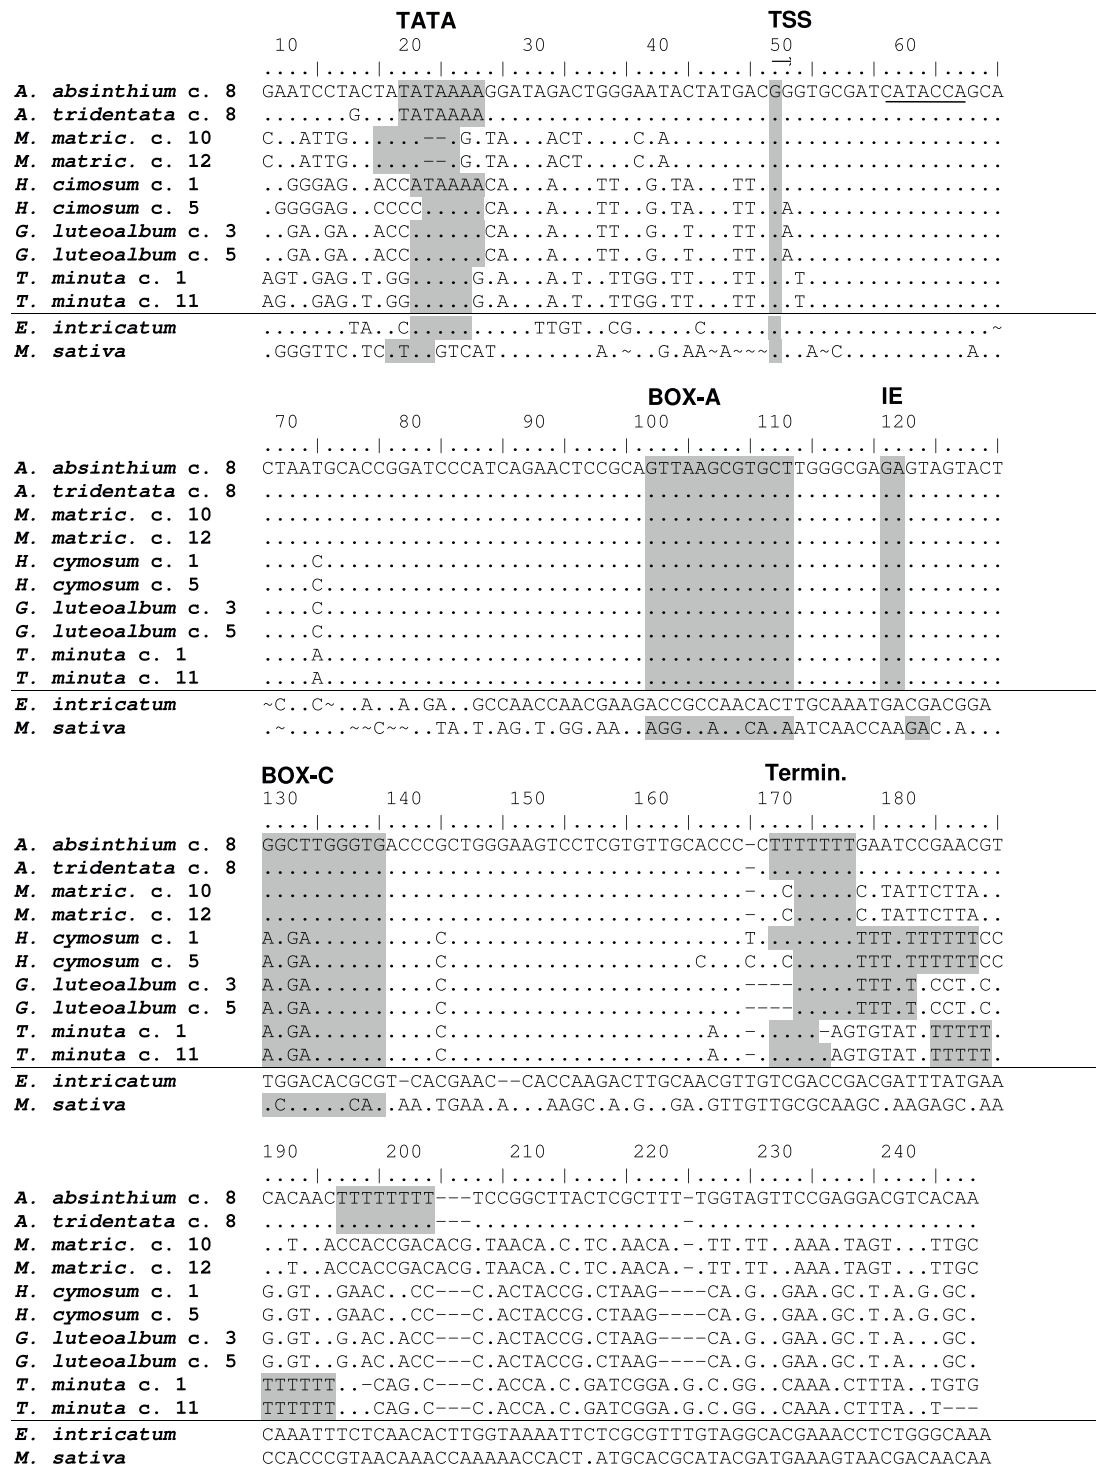 TATA TSS
10 20 30 40 50 60
....|....|....|....|....|....|....|....|....|....|....|....|
A. absinthium c. 8 GAATCCTACTATATAAAAGGATAGACTGGGAATACTATGACGGGTGCGATCATACCAGCA
A. tridentata c. 8 .......G...TATAAAA..........................................
M. matric. c. 10 C..ATTG......--.G.TA...ACT...C.A...........................
M. matric. c. 12 C..ATTG......--.G.TA...ACT...C.A...........................
H. cimosum c. 1 ..GGGAG..ACCATAAAACA...A...TT..G.TA...TT....................
H. cimosum c. 5 .GGGGAG..CCCC.....CA...A...TT..G.TA...TT..A.................
G. luteoalbum c. 3 ..GA.GA..ACC......CA...A...TT..G..T...TT..A.................
G. luteoalbum c. 5 ..GA.GA..ACC......CA...A...TT..G..T...TT..A.................
T. minuta c. 1 AGT.GAG.T.GG.....G.A...A.T..TTGG.TT...TT...T................
T. minuta c. 11 AG..GAG.T.GG.....G.A...A.T..TTGG.TT...TT...T................
E. intricatum .......TA..C..........TTGT..CG.....C.......................~
M. sativa .GGGTTC.TC.T..GTCAT........A.~..G.AA~A~~~...A~C..........A..
BOX-A IE
70 80 90 100 110 120
....|....|....|....|....|....|....|....|....|....|....|....|
A. absinthium c. 8 CTAATGCACCGGATCCCATCAGAACTCCGCAGTTAAGCGTGCTTGGGCGAGAGTAGTACT
A. tridentata c. 8 ............................................................
M. matric. c. 10 ............................................................
M. matric. c. 12 ............................................................
H. cymosum c. 1 ....C.......................................................
H. cymosum c. 5 ....C.......................................................
G. luteoalbum c. 3 ....C.......................................................
G. luteoalbum c. 5 ....C.......................................................
T. minuta c. 1 ....A.......................................................
T. minuta c. 11 ....A.......................................................
E. intricatum ~C..C~..A..A.GA..GCCAACCAACGAAGACCGCCAACACTTGCAAATGACGACGGA
M. sativa .~.....~~C~~..TA.T.AG.T.GG.AA..AGG..A..CA.AATCAACCAAGAC.A...
BOX-C Termin.
130 140 150 160 170 180
....|....|....|....|....|....|....|....|....|....|....|....|
A. absinthium c. 8 GGCTTGGGTGACCCGCTGGGAAGTCCTCGTGTTGCACCC-CTTTTTTTGAATCCGAACGT
A. tridentata c. 8 .......................................-....................
M. matric. c. 10 .......................................-..C.....C.TATTCTTA..
M. matric. c. 12 .......................................-..C.....C.TATTCTTA..
H. cymosum c. 1 A.GA..........C........................T........TTT.TTTTTTCC
H. cymosum c. 5 A.GA..........C....................C...C..C.....TTT.TTTTTTCC
G. luteoalbum c. 3 A.GA..........C........................----.....TTT.T.CCT.C.
G. luteoalbum c. 5 A.GA..........C........................----.....TTT.T.CCT.C.
T. minuta c. 1 A.GA..........C.....................A..-.....-AGTGTAT.TTTTT.
T. minuta c. 11 A.GA..........C.....................A..-......AGTGTAT.TTTTT.
E. intricatum TGGACACGCGT-CACGAAC--CACCAAGACTTGCAACGTTGTCGACCGACGATTTATGAA
M. sativa .C.....CA..AA.TGAA.A...AAGC.A.G..GA.GTTGTTGCGCAAGC.AAGAGC.AA
190 200 210 220 230 240
....|....|....|....|....|....|....|....|....|....|....|...
A. absinthium c. 8 CACAACTTTTTTTT---TCCGGCTTACTCGCTTT-TGGTAGTTCCGAGGACGTCACAA
A. tridentata c. 8 ..............---.................-.......................
M. matric. c. 10 ..T..ACCACCGACACG.TAACA.C.TC.AACA.-.TT.TT..AAA.TAGT...TTGC
M. matric. c. 12 ..T..ACCACCGACACG.TAACA.C.TC.AACA.-.TT.TT..AAA.TAGT...TTGC
H. cymosum c. 1 G.GT..GAAC..CC---C.ACTACCG.CTAAG----CA.G..GAA.GC.T.A.G.GC.
H. cymosum c. 5 G.GT..GAAC..CC---C.ACTACCG.CTAAG----CA.G..GAA.GC.T.A.G.GC.
G. luteoalbum c. 3 G.GT..G.AC.ACC---C.ACTACCG.CTAAG----CA.G..GAA.GC.T.A...GC.
G. luteoalbum c. 5 G.GT..G.AC.ACC---C.ACTACCG.CTAAG----CA.G..GAA.GC.T.A...GC.
T. minuta c. 1 TTTTTT..-CAG.C---C.ACCA.C.GATCGGA.G.C.GG..CAAA.CTTTA..TGTG
T. minuta c. 11 TTTTTT...CAG.C---C.ACCA.C.GATCGGA.G.C.GG..CAAA.CTTTA..T---
E. intricatum CAAATTTCTCAACACTTGGTAAAATTCTCGCGTTTGTAGGCACGAAACCTCTGGGCAAA
M. sativa CCACCCGTAACAAACCAAAAACCACT.ATGCACGCATACGATGAAAGTAACGACAACAA